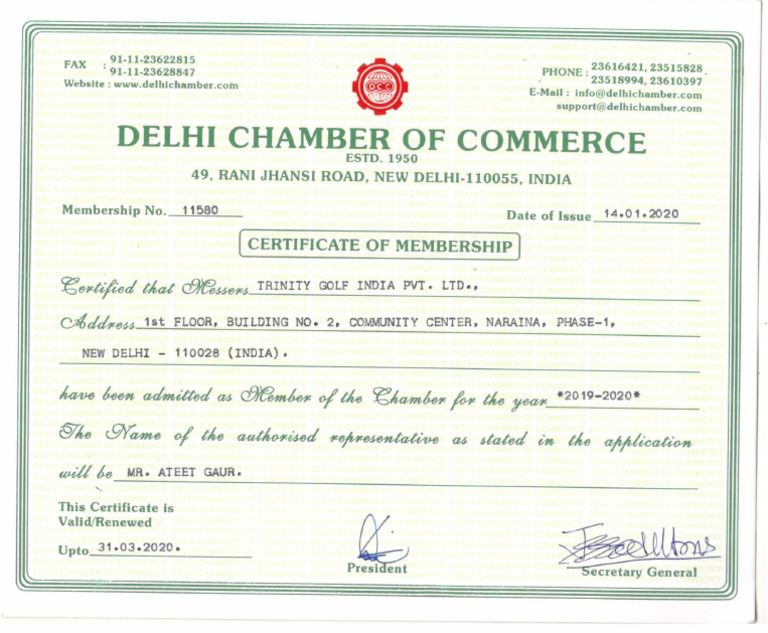 FAX : 91-11-23622815
91-11-23628847
Website : www.delhichamber.com
PHONE : 23616421, 23515828
23518994, 23610397
E-Mail : info@delhichamber.com
support@delhichamber.com
DCC
DELHI CHAMBER OF COMMERCE
ESTD. 1950
49, RANI JHANSI ROAD, NEW DELHI-110055, INDIA
Membership No. 11580
Date of Issue 14.01.2020
CERTIFICATE OF MEMBERSHIP
Certified that Messers TRINITY GOLF INDIA PVT. LTD.,
Address 1st FLOOR, BUILDING NO. 2, COMMUNITY CENTER, NARAINA, PHASE-1,
NEW DELHI - 110028 (INDIA).
have been admitted as Member of the Chamber for the year *2019-2020*
The Name of the authorised representative as stated in the application
will be MR. ATEET GAUR.
This Certificate is
Valid/Renewed
Upto 31.03.2020.
President
Secretary General